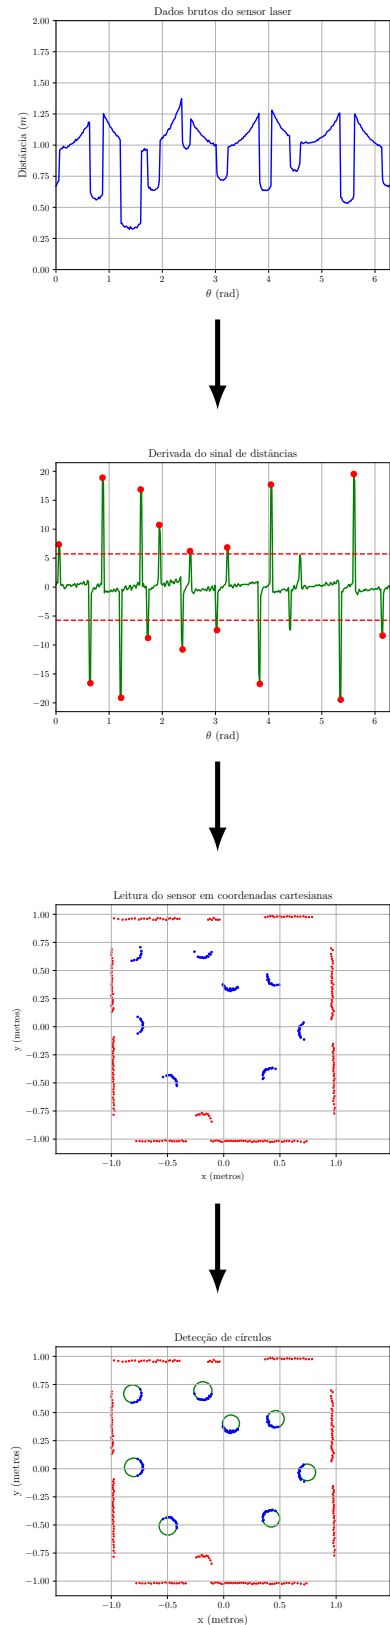 Dados brutos do sensor laser
2.00
1.75
1.50
1.25
1.00
0.75
0.50
0.25
0.00
Distância (m)
0 1 2 3 4 5 6
θ (rad)
Derivada do sinal de distâncias
20
15
10
5
0
−5
−10
−15
−20
0 1 2 3 4 5 6
θ (rad)
Leitura do sensor em coordenadas cartesianas
1.00
0.75
0.50
0.25
0.00
−0.25
−0.50
−0.75
−1.00
y (metros)
−1.0 −0.5 0.0 0.5 1.0
x (metros)
Detecção de círculos
1.00
0.75
0.50
0.25
0.00
−0.25
−0.50
−0.75
−1.00
y (metros)
−1.0 −0.5 0.0 0.5 1.0
x (metros)